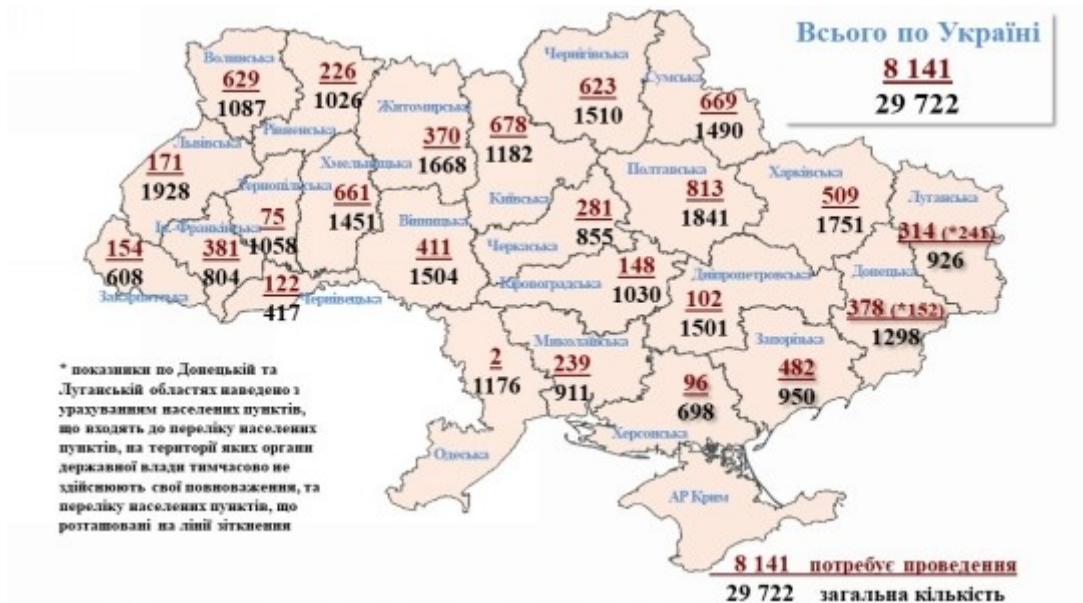 Всього по Україні
8 141
29 722
Волинська
629
1087
226
1026
Рівненська
Житомирська
370
1668
678
1182
Київська
Чернігівська
623
1510
Сумська
669
1490
Львівська
171
1928
Тернопільська
75
1058
Хмельницька
661
1451
Вінницька
411
1504
Черкаська
281
855
Полтавська
813
1841
Харківська
509
1751
Луганська
314 (*241)
926
Ів.-Франківська
381
804
154
608
Закарпатська
122
417
Чернівецька
Кіровоградська
148
1030
Дніпропетровська
102
1501
Донецька
378 (*152)
1298
2
1176
Одеська
Миколаївська
239
911
96
698
Херсонська
Запорізька
482
950
АР Крим
* показники по Донецькій та
Луганській областях наведено з
урахуванням населених пунктів,
що входять до переліку населених
пунктів, на території яких органи
державної влади тимчасово не
здійснюють свої повноваження, та
переліку населених пунктів, що
розташовані на лінії зіткнення
8 141 потребує проведення
29 722 загальна кількість